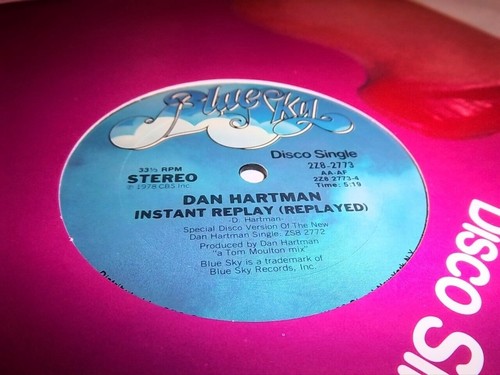 Blue Sky
Disco Single
33⅓ RPM
STEREO
℗ 1978 CBS Inc.
2Z8-2773
AA-AF
2Z8 2773-4
Time: 5:19
DAN HARTMAN
INSTANT REPLAY (REPLAYED)
-D. Hartman-
Special Disco Version Of The New
Dan Hartman Single. ZS8 2772
Produced by Dan Hartman
"a Tom Moulton mix"
Blue Sky is a trademark of
Blue Sky Records, Inc.
Disco Si